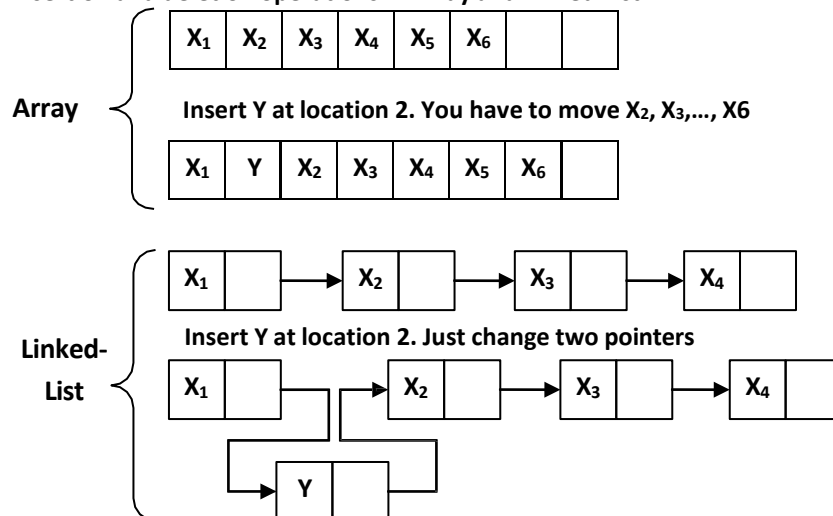 X₁ X₂ X₃ X₄ X₅ X₆
Array
Insert Y at location 2. You have to move X₂, X₃,…, X6
X₁ Y X₂ X₃ X₄ X₅ X₆
X₁ X₂ X₃ X₄
Insert Y at location 2. Just change two pointers
Linked-
List
X₁ X₂ X₃ X₄
Y